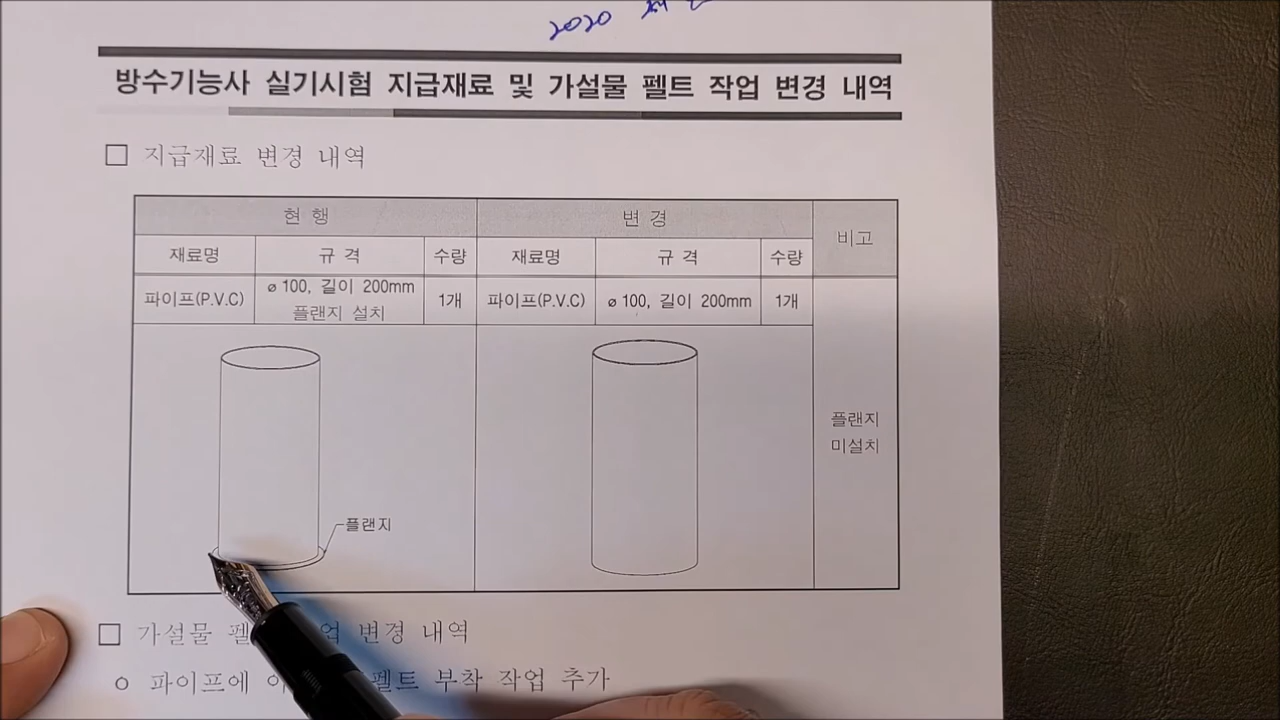 2020
방수기능사 실기시험 지급재료 및 가설물 펠트 작업 변경 내역
□ 지급재료 변경 내역
현 행 변 경 비고
재료명 규 격 수량 재료명 규 격 수량
파이프(P.V.C) ⌀ 100, 길이 200mm 플랜지 설치 1개 파이프(P.V.C) ⌀ 100, 길이 200mm 1개
플랜지
플랜지
미설치
□ 가설물 변경 내역
○ 파이프에 펠트 부착 작업 추가